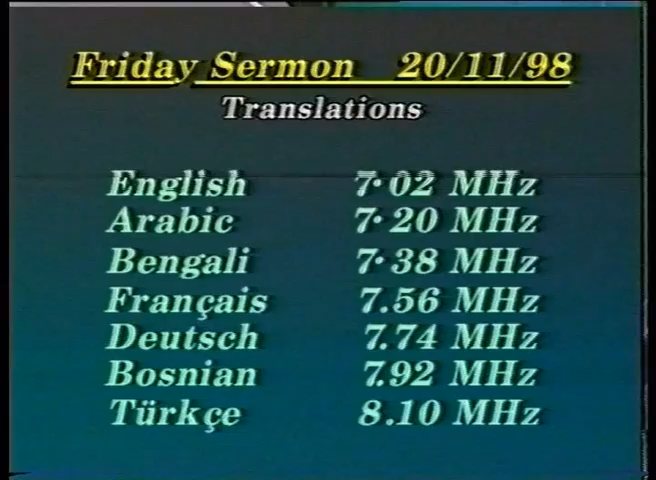 Friday Sermon 20/11/98
Translations
English 7·02 MHz
Arabic 7·20 MHz
Bengali 7·38 MHz
Français 7.56 MHz
Deutsch 7.74 MHz
Bosnian 7.92 MHz
Türkçe 8.10 MHz